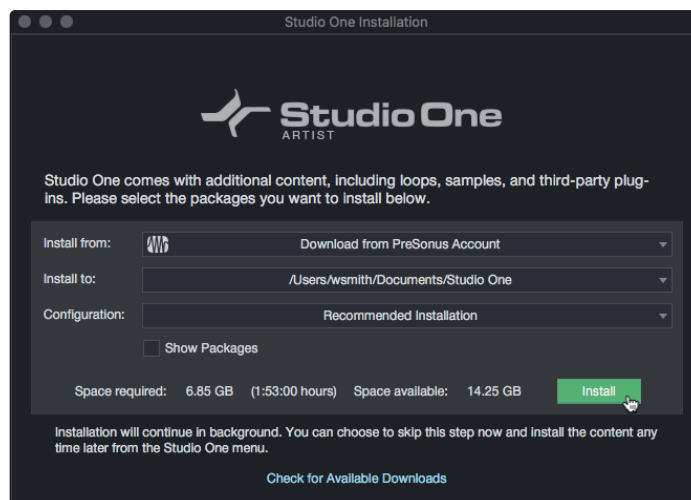 Studio One Installation
Studio One
ARTIST
Studio One comes with additional content, including loops, samples, and third-party plug-
ins. Please select the packages you want to install below.
Install from: Download from PreSonus Account
Install to: /Users/wsmith/Documents/Studio One
Configuration: Recommended Installation
Show Packages
Space required: 6.85 GB (1:53:00 hours) Space available: 14.25 GB Install
Installation will continue in background. You can choose to skip this step now and install the content any
time later from the Studio One menu.
Check for Available Downloads